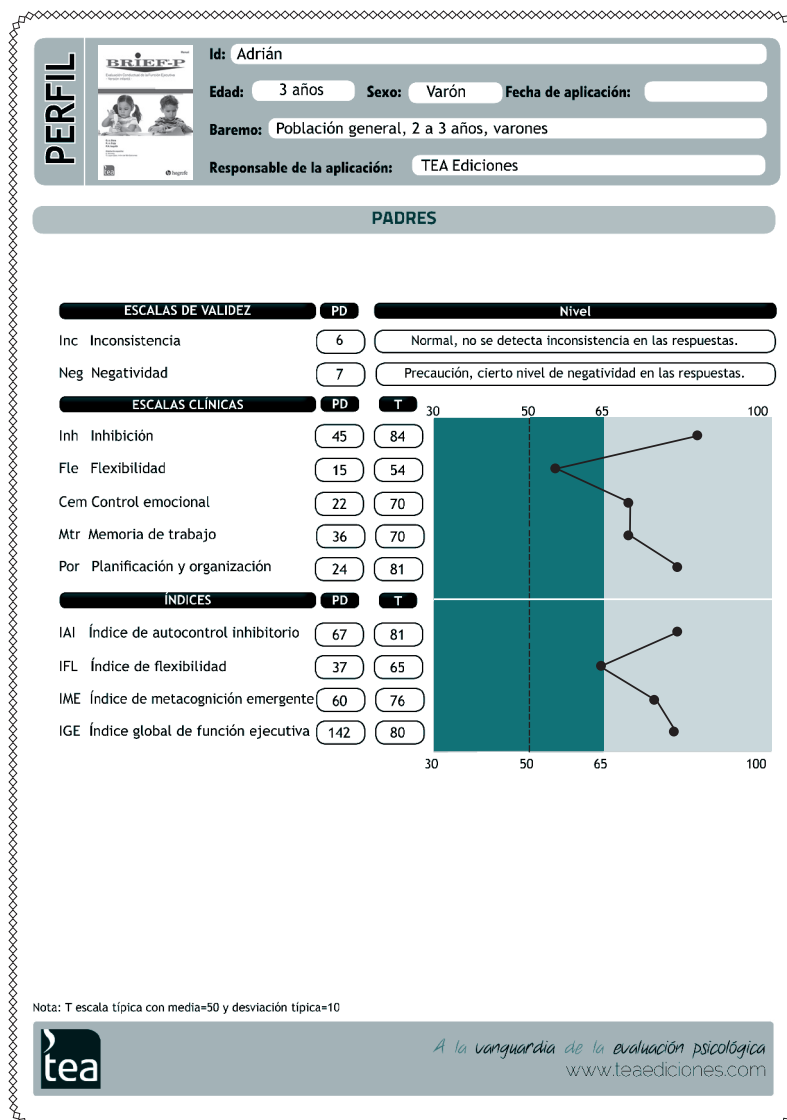 PERFIL
BRIEF-P
Id: Adrián
Edad: 3 años Sexo: Varón Fecha de aplicación:
Baremo: Población general, 2 a 3 años, varones
Responsable de la aplicación: TEA Ediciones
PADRES
ESCALAS DE VALIDEZ PD Nivel
Inc Inconsistencia 6 Normal, no se detecta inconsistencia en las respuestas.
Neg Negatividad 7 Precaución, cierto nivel de negatividad en las respuestas.
ESCALAS CLÍNICAS PD T 30 50 65 100
Inh Inhibición 45 84
Fle Flexibilidad 15 54
Cem Control emocional 22 70
Mtr Memoria de trabajo 36 70
Por Planificación y organización 24 81
ÍNDICES PD T
IAI Índice de autocontrol inhibitorio 67 81
IFL Índice de flexibilidad 37 65
IME Índice de metacognición emergente 60 76
IGE Índice global de función ejecutiva 142 80
30 50 65 100
Nota: T escala típica con media=50 y desviación típica=10
tea
A la vanguardia de la evaluación psicológica
www.teaediciones.com